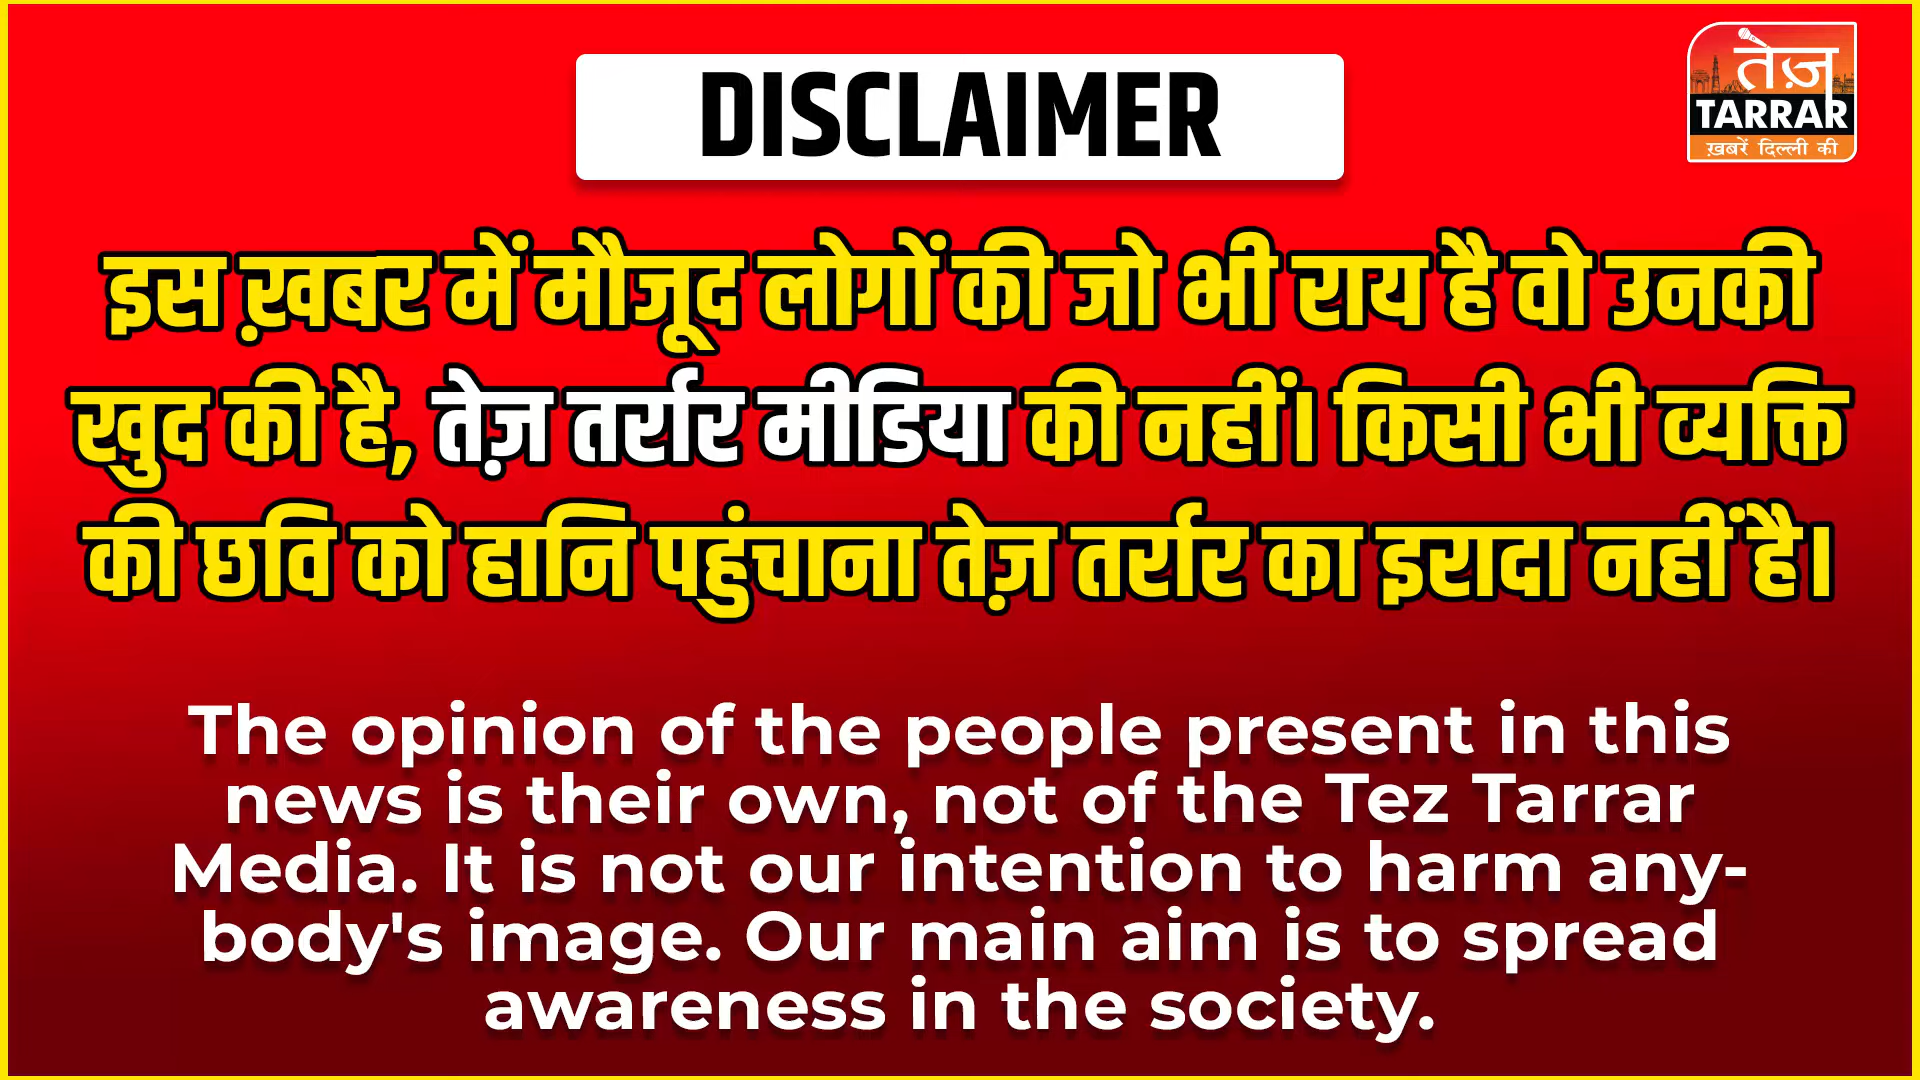 DISCLAIMER
तेज़
TARRAR
ख़बरें दिल्ली की
इस ख़बर में मौजूद लोगों की जो भी राय है वो उनकी
खुद की है, तेज़ तर्रार मीडिया की नहीं। किसी भी व्यक्ति
की छवि को हानि पहुंचाना तेज़ तर्रार का इरादा नहीं है।
The opinion of the people present in this
news is their own, not of the Tez Tarrar
Media. It is not our intention to harm any-
body's image. Our main aim is to spread
awareness in the society.